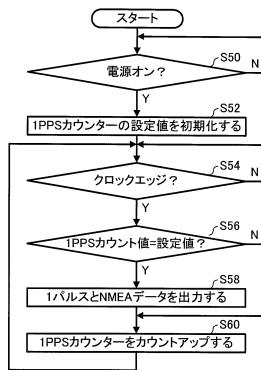 スタート
S50
電源オン？
N
Y
S52
1PPSカウンターの設定値を初期化する
S54
クロックエッジ？
N
Y
S56
1PPSカウント値=設定値？
N
Y
S58
1パルスとNMEAデータを出力する
S60
1PPSカウンターをカウントアップする